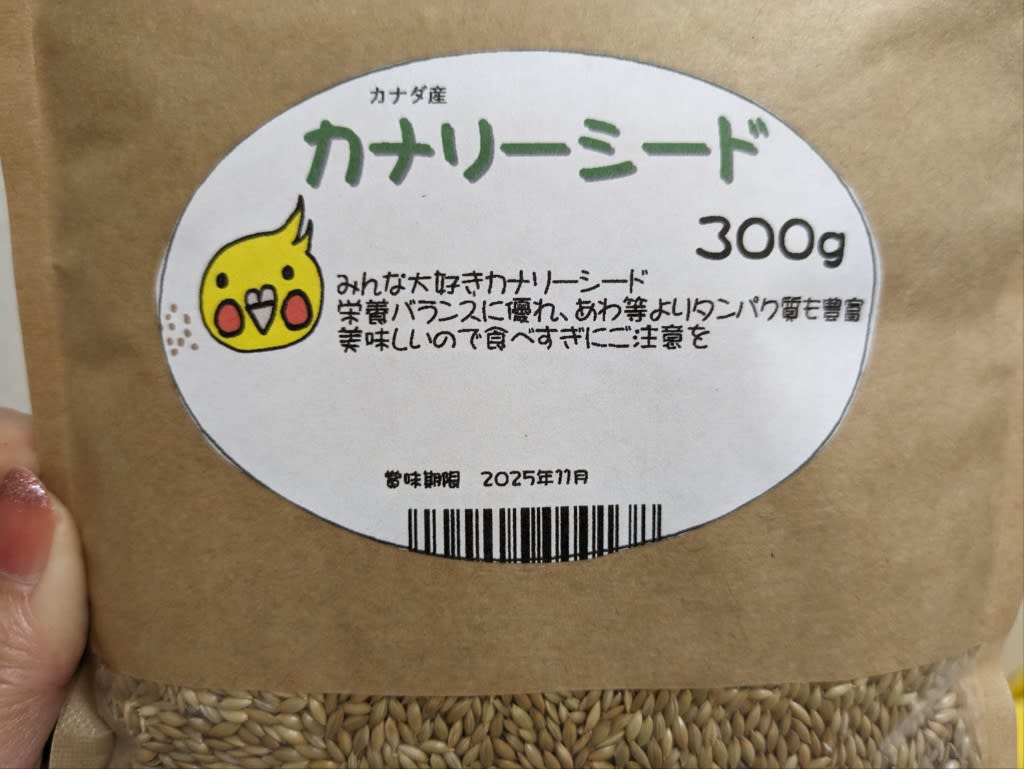 カナダ産
カナリーシード
300g
みんな大好きカナリーシード
栄養バランスに優れ、あわ等よりタンパク質も豊富
美味しいので食べすぎにご注意を
賞味期限 2025年11月